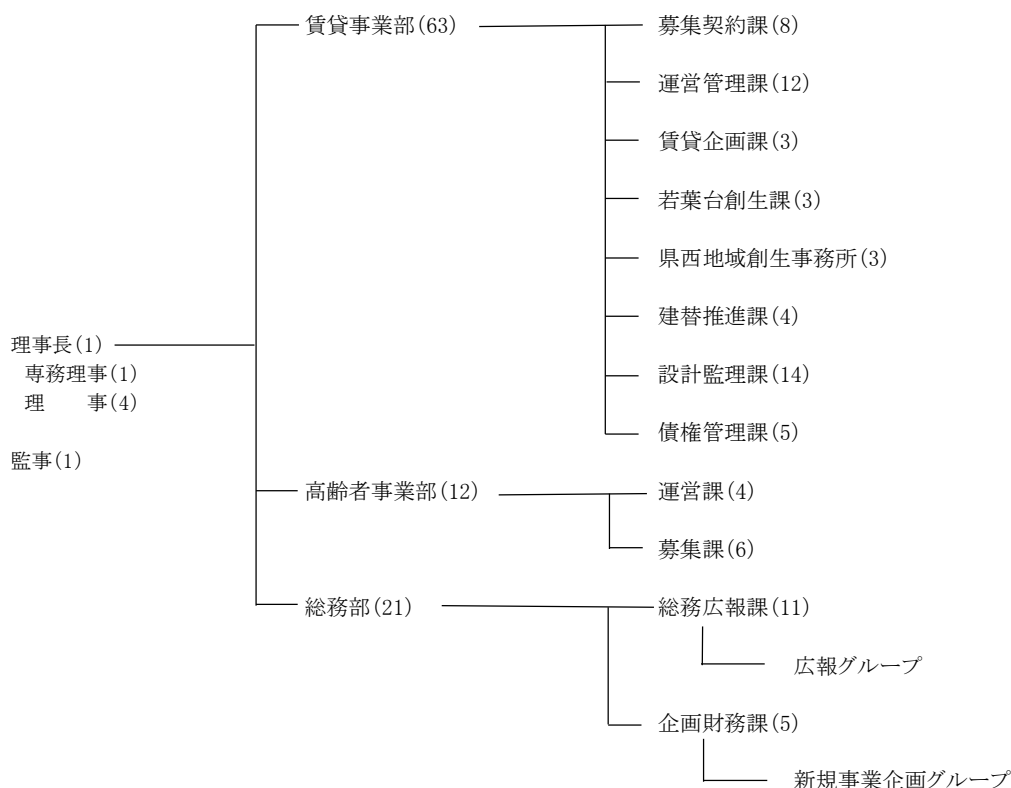 賃貸事業部(63)
募集契約課(8)
運営管理課(12)
賃貸企画課(3)
若葉台創生課(3)
県西地域創生事務所(3)
建替推進課(4)
設計監理課(14)
債権管理課(5)
理事長(1)
専務理事(1)
理　　事(4)
監事(1)
高齢者事業部(12)
運営課(4)
募集課(6)
総務部(21)
総務広報課(11)
広報グループ
企画財務課(5)
新規事業企画グループ